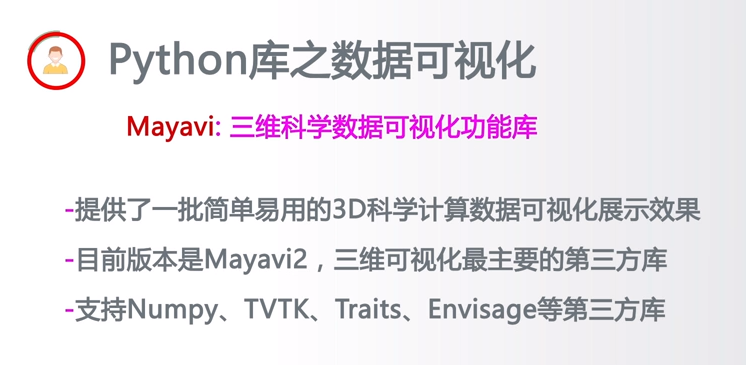 Python库之数据可视化
Mayavi: 三维科学数据可视化功能库
-提供了一批简单易用的3D科学计算数据可视化展示效果
-目前版本是Mayavi2，三维可视化最主要的第三方库
-支持Numpy、TVTK、Traits、Envisage等第三方库